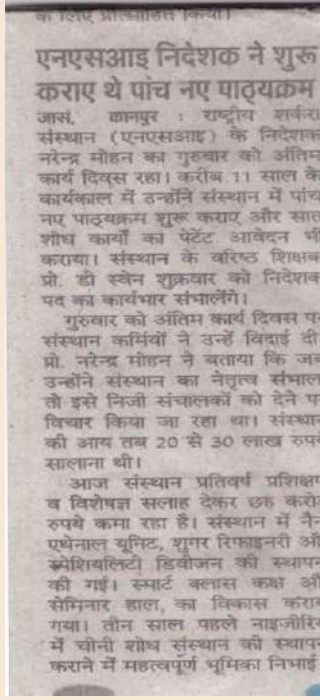 के लिए प्रोत्साहित किया।
एनएसआइ निदेशक ने शुरू
कराए थे पांच नए पाठ्यक्रम
जासं, कानपुर : राष्ट्रीय शर्करा
संस्थान (एनएसआइ) के निदेशक
नरेन्द्र मोहन का गुरुवार को अंतिम
कार्य दिवस रहा। करीब 11 साल के
कार्यकाल में उन्होंने संस्थान में पांच
नए पाठ्यक्रम शुरू कराए और सात
शोध कार्यों का पेटेंट आवेदन भी
कराया। संस्थान के वरिष्ठ शिक्षक
प्रो. डी स्वेन शुक्रवार को निदेशक
पद का कार्यभार संभालेंगे।
गुरुवार को अंतिम कार्य दिवस प
संस्थान कर्मियों ने उन्हें विदाई दी
प्रो. नरेन्द्र मोहन ने बताया कि जब
उन्होंने संस्थान का नेतृत्व संभाल
तो इसे निजी संचालकों को देने प
विचार किया जा रहा था। संस्थान
की आय तब 20 से 30 लाख रुपये
सालाना थी।
आज संस्थान प्रतिवर्ष प्रशिक्षण
व विशेषज्ञ सलाह देकर छह करो
रुपये कमा रहा है। संस्थान में नैन
एथेनाल यूनिट, शुगर रिफाइनरी औ
स्पेशियलिटी डिवीजन की स्थापन
की गई। स्मार्ट क्लास कक्ष औ
सेमिनार हाल, का विकास कराय
गया। तीन साल पहले नाइजीरि
में चीनी शोध संस्थान की स्थापन
कराने में महत्वपूर्ण भूमिका निभाई